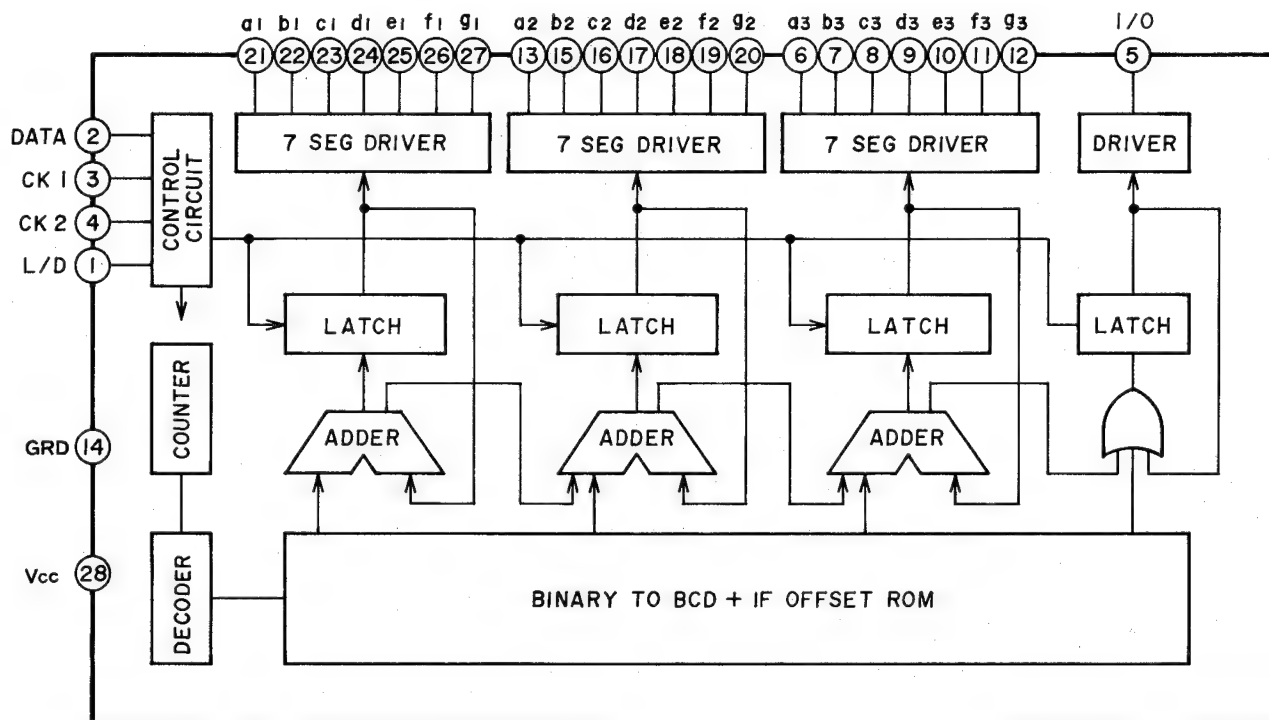 a1 b1 c1 d1 e1 f1 g1 a2 b2 c2 d2 e2 f2 g2 a3 b3 c3 d3 e3 f3 g3 I/O
21 22 23 24 25 26 27 13 15 16 17 18 19 20 6 7 8 9 10 11 12 5
DATA 2
CK 1 3
CK 2 4
L/D 1
CONTROL
CIRCUIT
7 SEG DRIVER
7 SEG DRIVER
7 SEG DRIVER
DRIVER
LATCH
LATCH
LATCH
LATCH
COUNTER
GRD 14
ADDER
ADDER
ADDER
Vcc 28
DECODER
BINARY TO BCD + IF OFFSET ROM